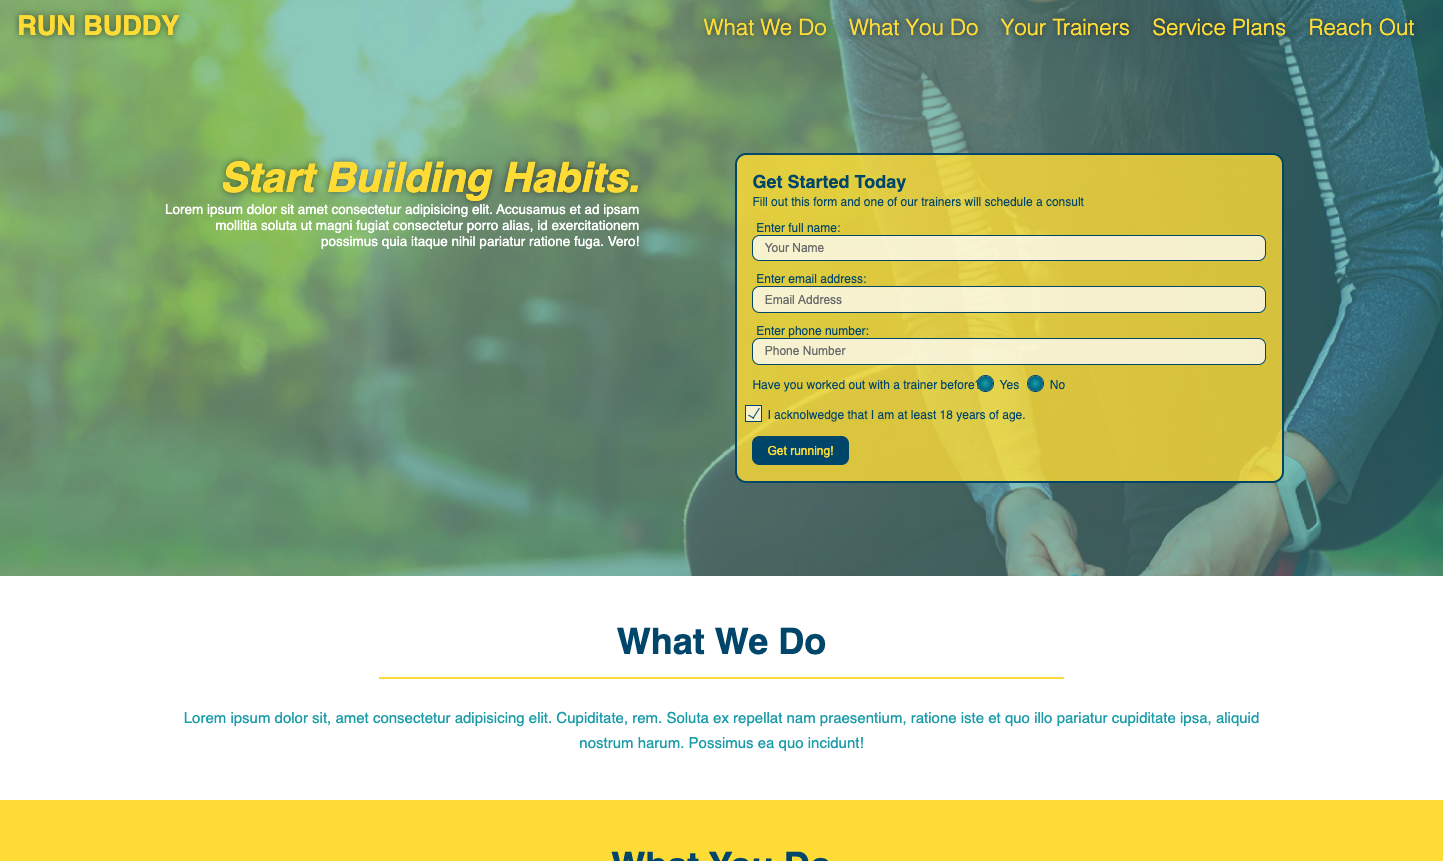 RUN BUDDY
What We Do What You Do Your Trainers Service Plans Reach Out
Start Building Habits.
Lorem ipsum dolor sit amet consectetur adipisicing elit. Accusamus et ad ipsam
mollitia soluta ut magni fugiat consectetur porro alias, id exercitationem
possimus quia itaque nihil pariatur ratione fuga. Vero!
Get Started Today
Fill out this form and one of our trainers will schedule a consult
Enter full name:
Your Name
Enter email address:
Email Address
Enter phone number:
Phone Number
Have you worked out with a trainer before? Yes No
I acknolwedge that I am at least 18 years of age.
Get running!
What We Do
Lorem ipsum dolor sit, amet consectetur adipisicing elit. Cupiditate, rem. Soluta ex repellat nam praesentium, ratione iste et quo illo pariatur cupiditate ipsa, aliquid
nostrum harum. Possimus ea quo incidunt!
What You Do